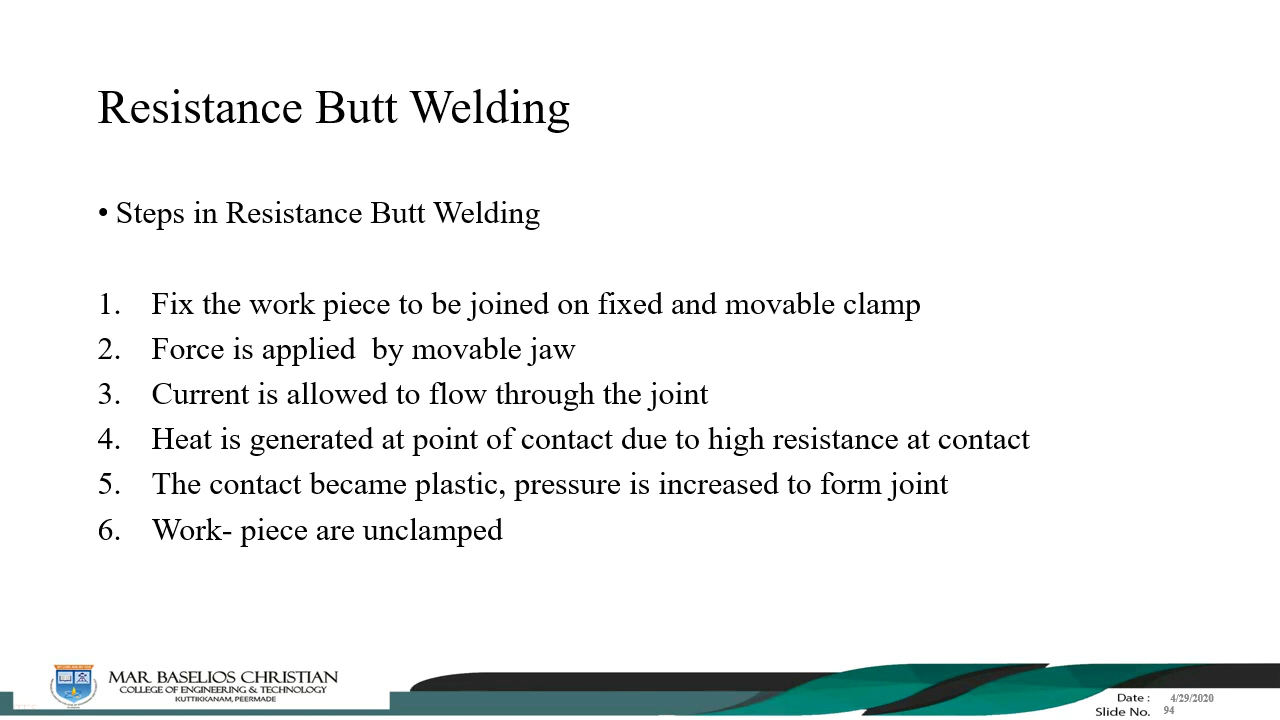 Resistance Butt Welding
• Steps in Resistance Butt Welding
1. Fix the work piece to be joined on fixed and movable clamp
2. Force is applied  by movable jaw
3. Current is allowed to flow through the joint
4. Heat is generated at point of contact due to high resistance at contact
5. The contact became plastic, pressure is increased to form joint
6. Work- piece are unclamped
MAR BASELIOS CHRISTIAN
COLLEGE OF ENGINEERING & TECHNOLOGY
KUTTIKKANAM, PEERMADE
Date : 4/29/2020
Slide No. 94